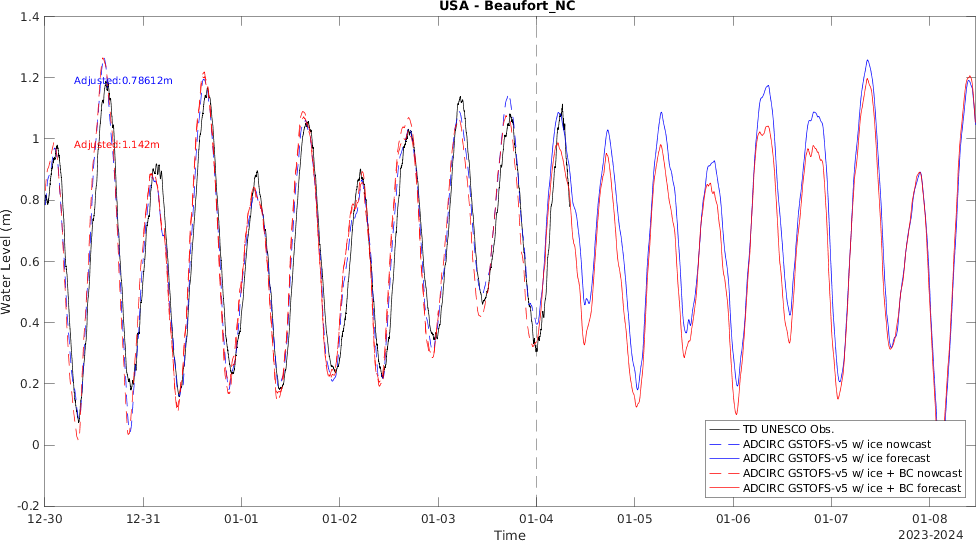 USA - Beaufort_NC
1.4
1.2
1
0.8
0.6
0.4
0.2
0
-0.2
Water Level (m)
Adjusted:0.78612m
Adjusted:1.142m
TD UNESCO Obs.
ADCIRC GSTOFS-v5 w/ ice nowcast
ADCIRC GSTOFS-v5 w/ ice forecast
ADCIRC GSTOFS-v5 w/ ice + BC nowcast
ADCIRC GSTOFS-v5 w/ ice + BC forecast
12-30 12-31 01-01 01-02 01-03 01-04 01-05 01-06 01-07 01-08
Time
2023-2024